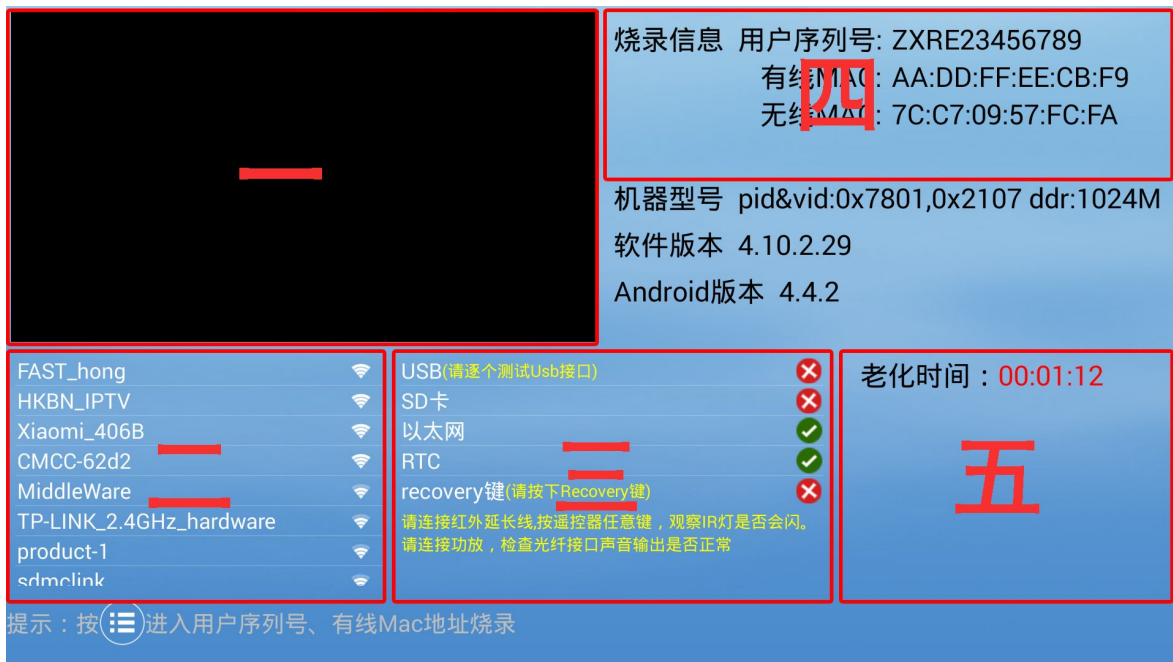 一
烧录信息 用户序列号: ZXRE23456789
有线MAC: AA:DD:FF:EE:CB:F9
无线MAC: 7C:C7:09:57:FC:FA
四
机器型号 pid&vid:0x7801,0x2107 ddr:1024M
软件版本 4.10.2.29
Android版本 4.4.2
FAST_hong
HKBN_IPTV
Xiaomi_406B
CMCC-62d2
MiddleWare
TP-LINK_2.4GHz_hardware
product-1
sdmclink
二
USB(请逐个测试Usb接口)
SD卡
以太网
RTC
recovery键(请按下Recovery键)
请连接红外延长线,按遥控器任意键，观察IR灯是否会闪。
请连接功放，检查光纤接口声音输出是否正常
三
老化时间：00:01:12
五
提示：按进入用户序列号、有线Mac地址烧录